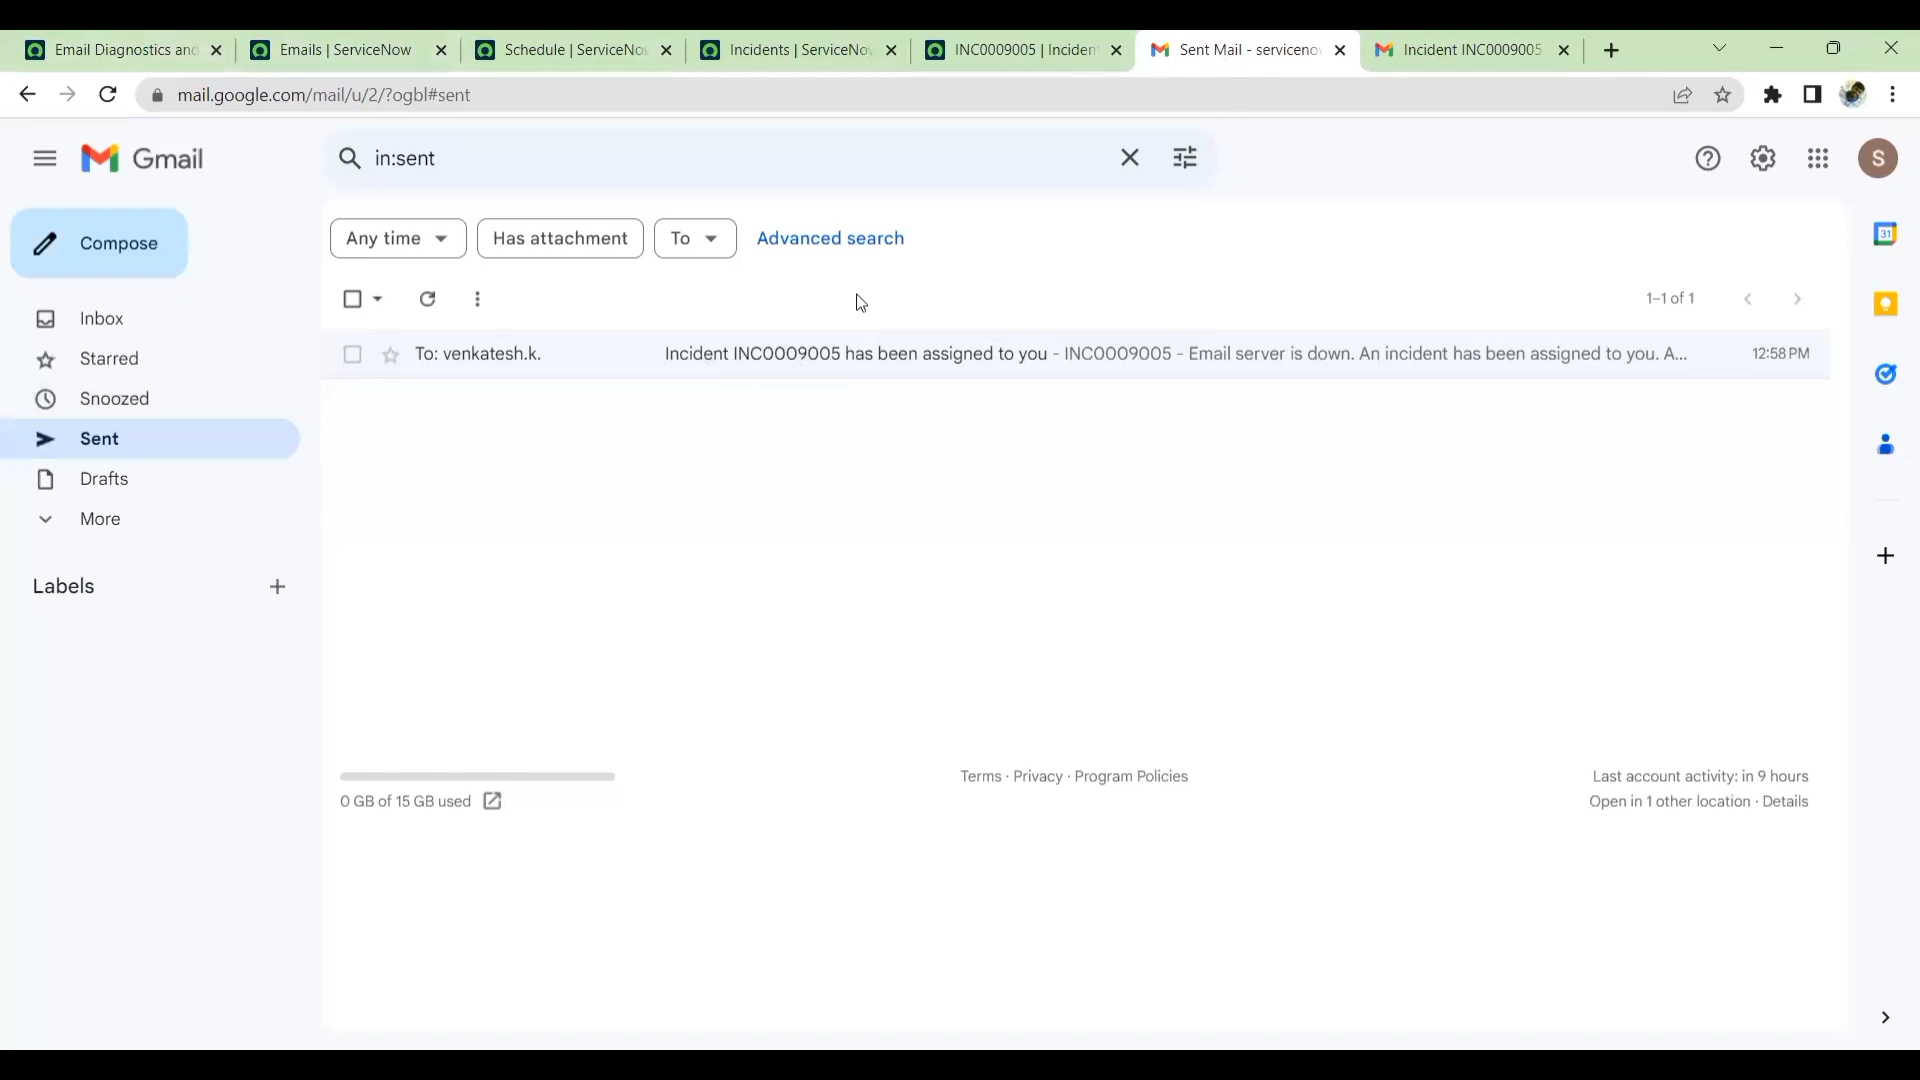 Email Diagnostics and
Emails | ServiceNow
Schedule | ServiceNo
Incidents | ServiceNo
INC0009005 | Inciden
Sent Mail - serviceno
Incident INC0009005
mail.google.com/mail/u/2/?ogbl#sent
Gmail
in:sent
S
Compose
Any time
Has attachment
To
Advanced search
31
1–1 of 1
Inbox
Starred
Snoozed
Sent
Drafts
More
Labels
To: venkatesh.k.
Incident INC0009005 has been assigned to you - INC0009005 - Email server is down. An incident has been assigned to you. A...
12:58 PM
0 GB of 15 GB used
Terms · Privacy · Program Policies
Last account activity: in 9 hours
Open in 1 other location · Details